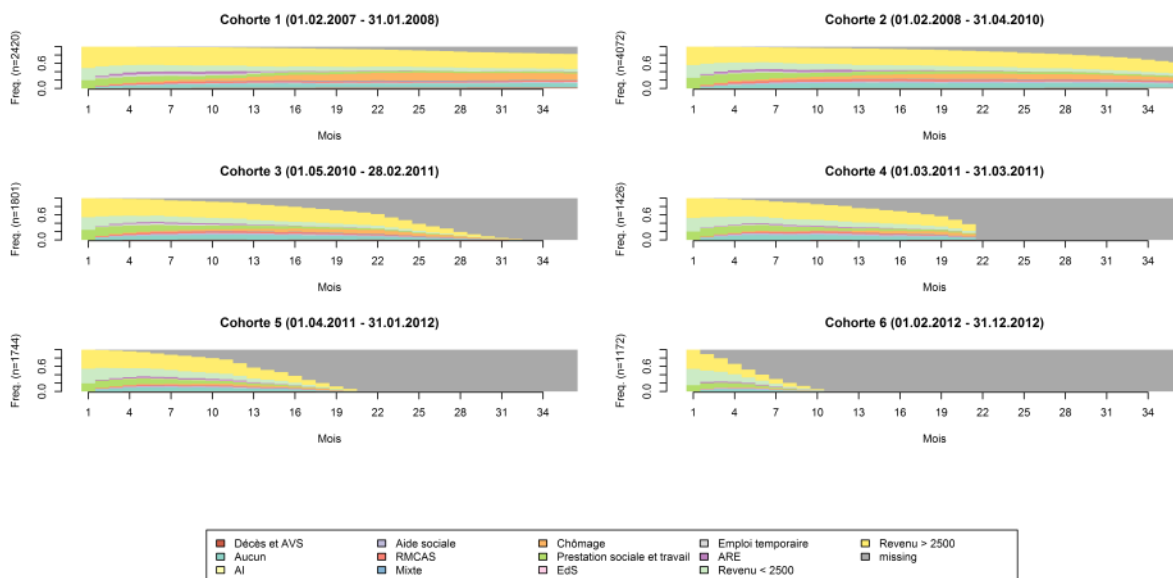 Cohorte 1 (01.02.2007 - 31.01.2008)
Freq. (n=2420)
0.0 0.6
1 4 7 10 13 16 19 22 25 28 31 34
Mois
Cohorte 2 (01.02.2008 - 31.04.2010)
Freq. (n=4072)
0.0 0.6
1 4 7 10 13 16 19 22 25 28 31 34
Mois
Cohorte 3 (01.05.2010 - 28.02.2011)
Freq. (n=1801)
0.0 0.6
1 4 7 10 13 16 19 22 25 28 31 34
Mois
Cohorte 4 (01.03.2011 - 31.03.2011)
Freq. (n=1426)
0.0 0.6
1 4 7 10 13 16 19 22 25 28 31 34
Mois
Cohorte 5 (01.04.2011 - 31.01.2012)
Freq. (n=1744)
0.0 0.6
1 4 7 10 13 16 19 22 25 28 31 34
Mois
Cohorte 6 (01.02.2012 - 31.12.2012)
Freq. (n=1172)
0.0 0.6
1 4 7 10 13 16 19 22 25 28 31 34
Mois
Décès et AVS
Aucun
AI
Aide sociale
RMCAS
Mixte
Chômage
Prestation sociale et travail
EdS
Emploi temporaire
ARE
Revenu < 2500
Revenu > 2500
missing